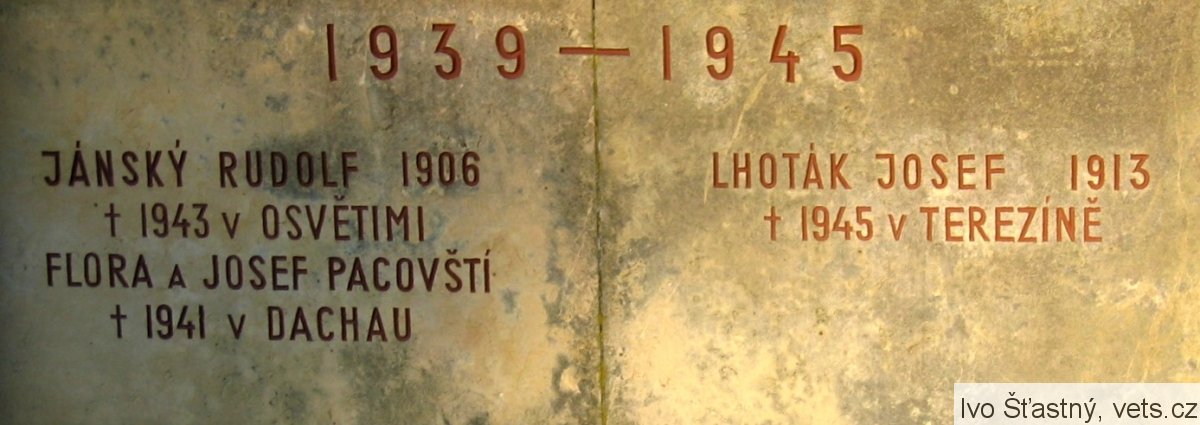 1939 — 1945
JÁNSKÝ RUDOLF 1906
† 1943 V OSVĚTIMI
FLORA A JOSEF PACOVŠTÍ
† 1941 V DACHAU
LHOTÁK JOSEF 1913
† 1945 V TEREZÍNĚ
Ivo Šťastný, vets.cz